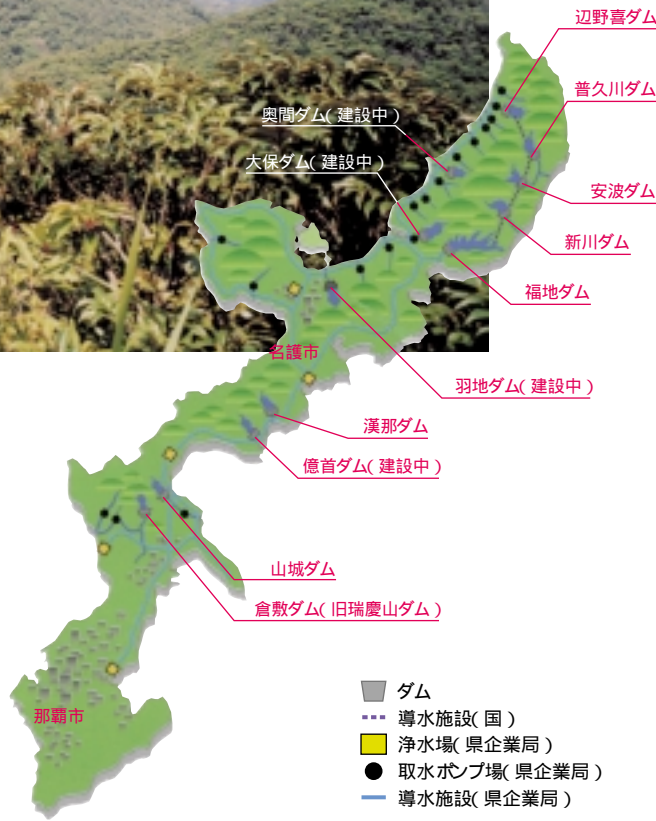 辺野喜ダム
普久川ダム
奥間ダム(建設中)
大保ダム(建設中)
安波ダム
新川ダム
福地ダム
名護市
羽地ダム(建設中)
漢那ダム
億首ダム(建設中)
山城ダム
倉敷ダム(旧瑞慶山ダム)
那覇市
ダム
導水施設(国)
浄水場(県企業局)
取水ポンプ場(県企業局)
導水施設(県企業局)